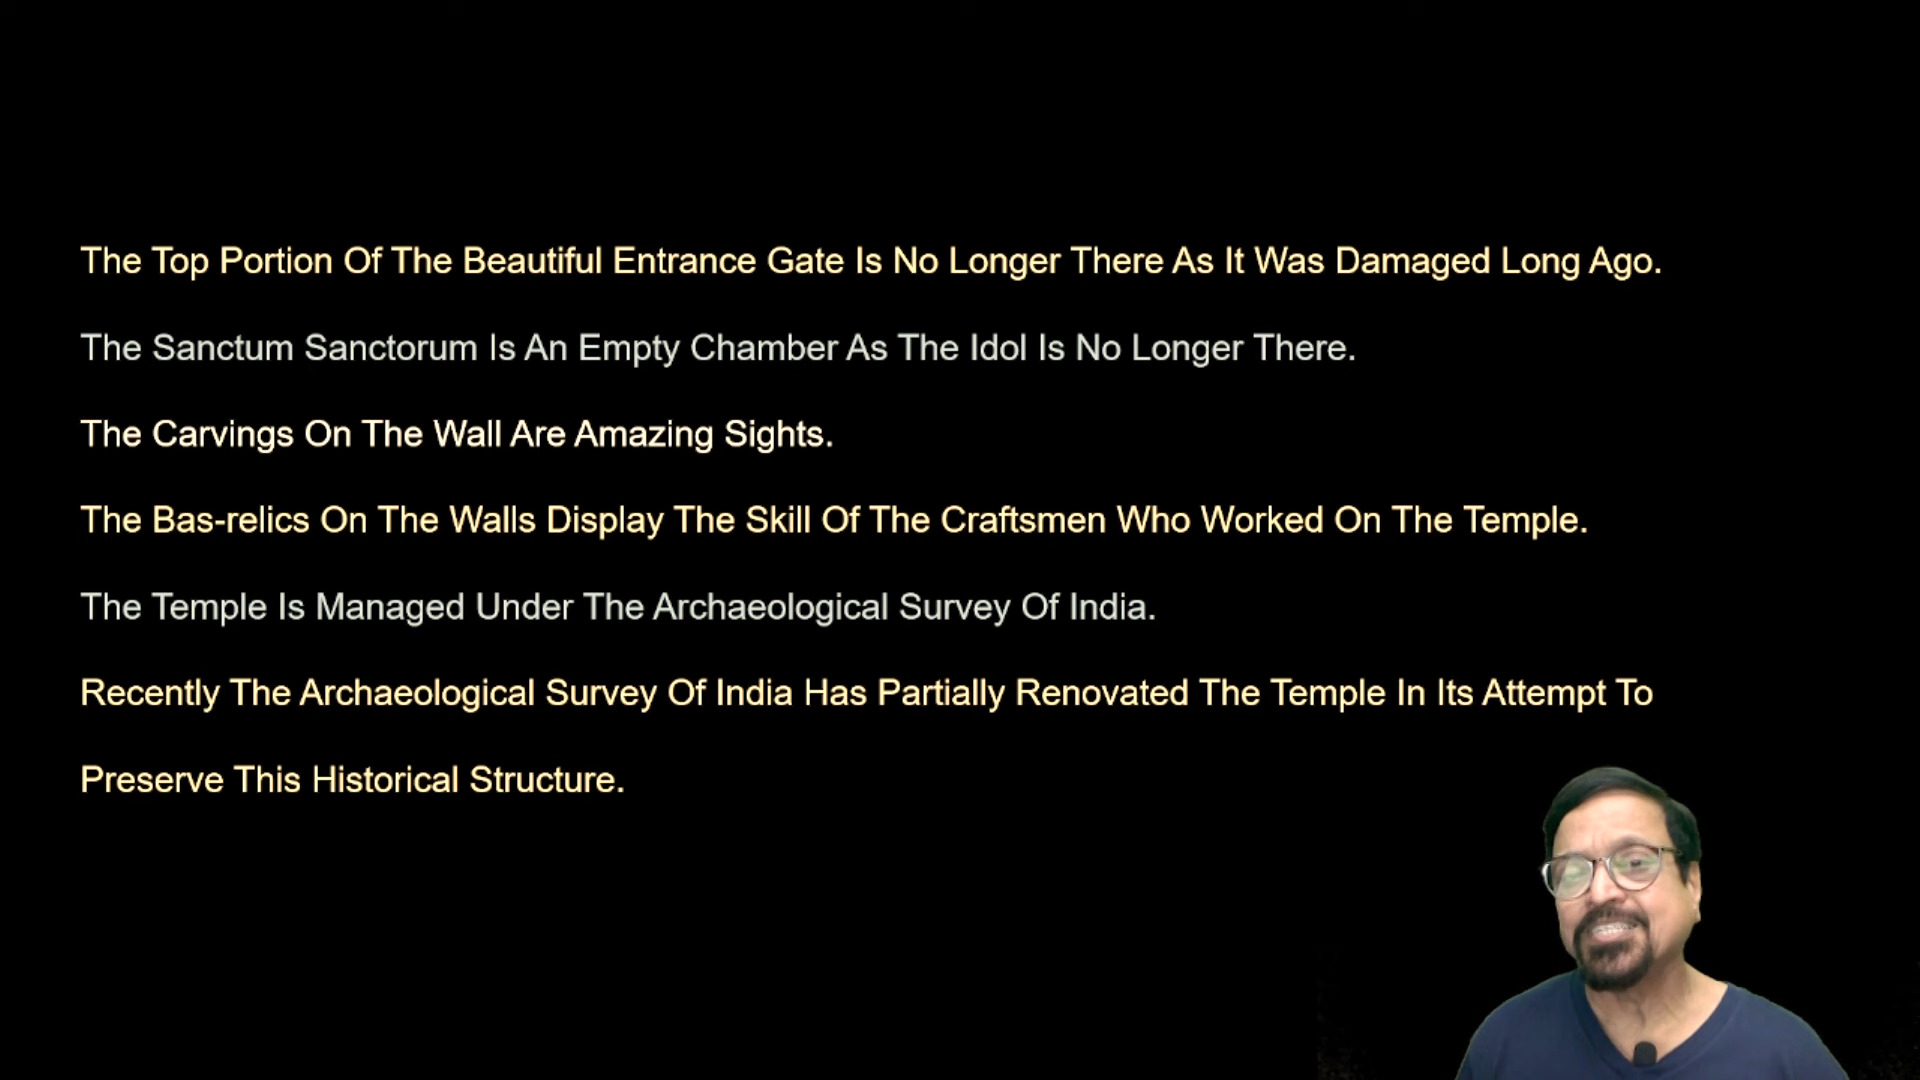 The Top Portion Of The Beautiful Entrance Gate Is No Longer There As It Was Damaged Long Ago.
The Sanctum Sanctorum Is An Empty Chamber As The Idol Is No Longer There.
The Carvings On The Wall Are Amazing Sights.
The Bas-relics On The Walls Display The Skill Of The Craftsmen Who Worked On The Temple.
The Temple Is Managed Under The Archaeological Survey Of India.
Recently The Archaeological Survey Of India Has Partially Renovated The Temple In Its Attempt To
Preserve This Historical Structure.